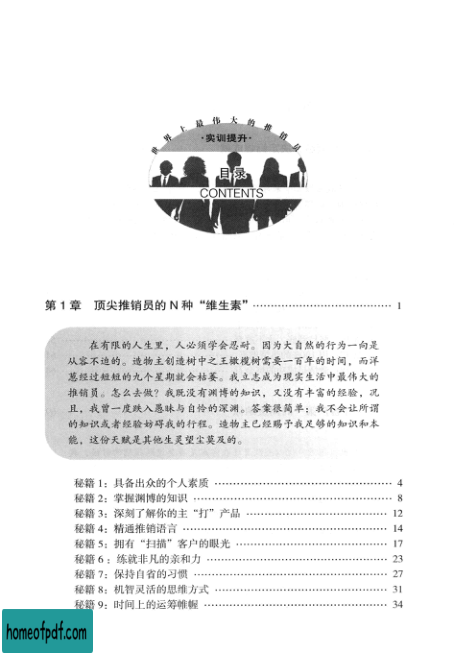 世界上最伟大的推销员
·实训提升·
目录
CONTENTS
第1章 顶尖推销员的N种“维生素” 1
在有限的人生里，人必须学会忍耐。因为大自然的行为一向是
从容不迫的。造物主创造树中之王橄榄树需要一百年的时间，而洋
葱经过短短的九个星期就会枯萎。我立志成为现实生活中最伟大的
推销员。怎么去做？我既没有渊博的知识，又没有丰富的经验，况
且，我曾一度跌入愚昧与自怜的深渊。答案很简单：我不会让所谓
的知识或者经验妨碍我的行程。造物主已经赐予我足够的知识和本
能，这份天赋是其他生灵望尘莫及的。
秘籍1：具备出众的个人素质 4
秘籍2：掌握渊博的知识 8
秘籍3：深刻了解你的主“打”产品 12
秘籍4：精通推销语言 14
秘籍5：拥有“扫描”客户的眼光 17
秘籍6：练就非凡的亲和力 23
秘籍7：保持自省的习惯 27
秘籍8：机智灵活的思维方式 31
秘籍9：时间上的运筹帷幄 34
homeofpdf.com